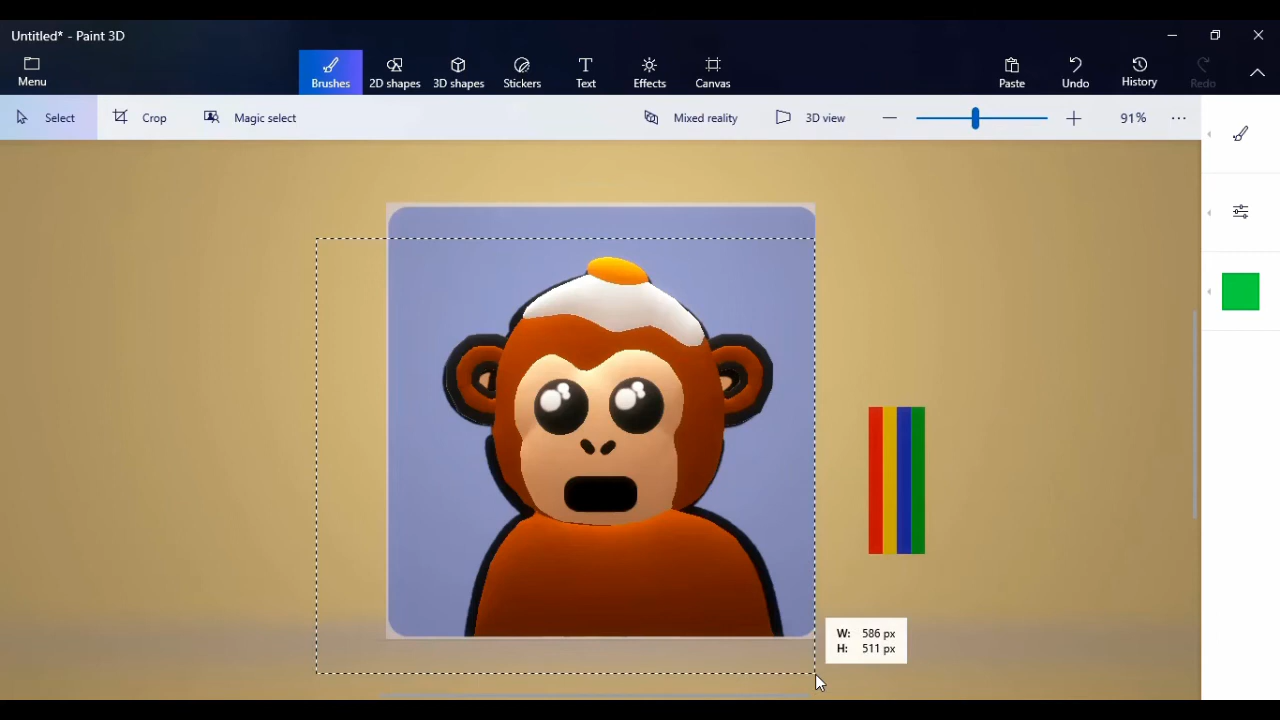 Untitled* - Paint 3D
Menu
Brushes
2D shapes
3D shapes
Stickers
Text
Effects
Canvas
Paste
Undo
History
Redo
Select
Crop
Magic select
Mixed reality
3D view
91%
W: 586 px
H: 511 px